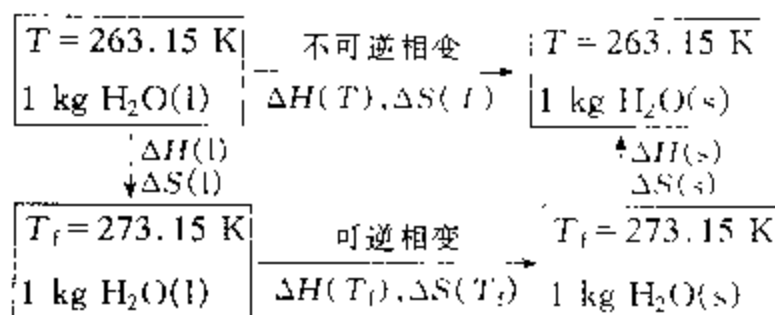 T = 263.15 K
1 kg H₂O(l)
不可逆相变
ΔH(T),ΔS(T)
T = 263.15 K
1 kg H₂O(s)
ΔH(l)
ΔS(l)
ΔH(s)
ΔS(s)
T_f = 273.15 K
1 kg H₂O(l)
可逆相变
ΔH(T_f),ΔS(T_f)
T_f = 273.15 K
1 kg H₂O(s)